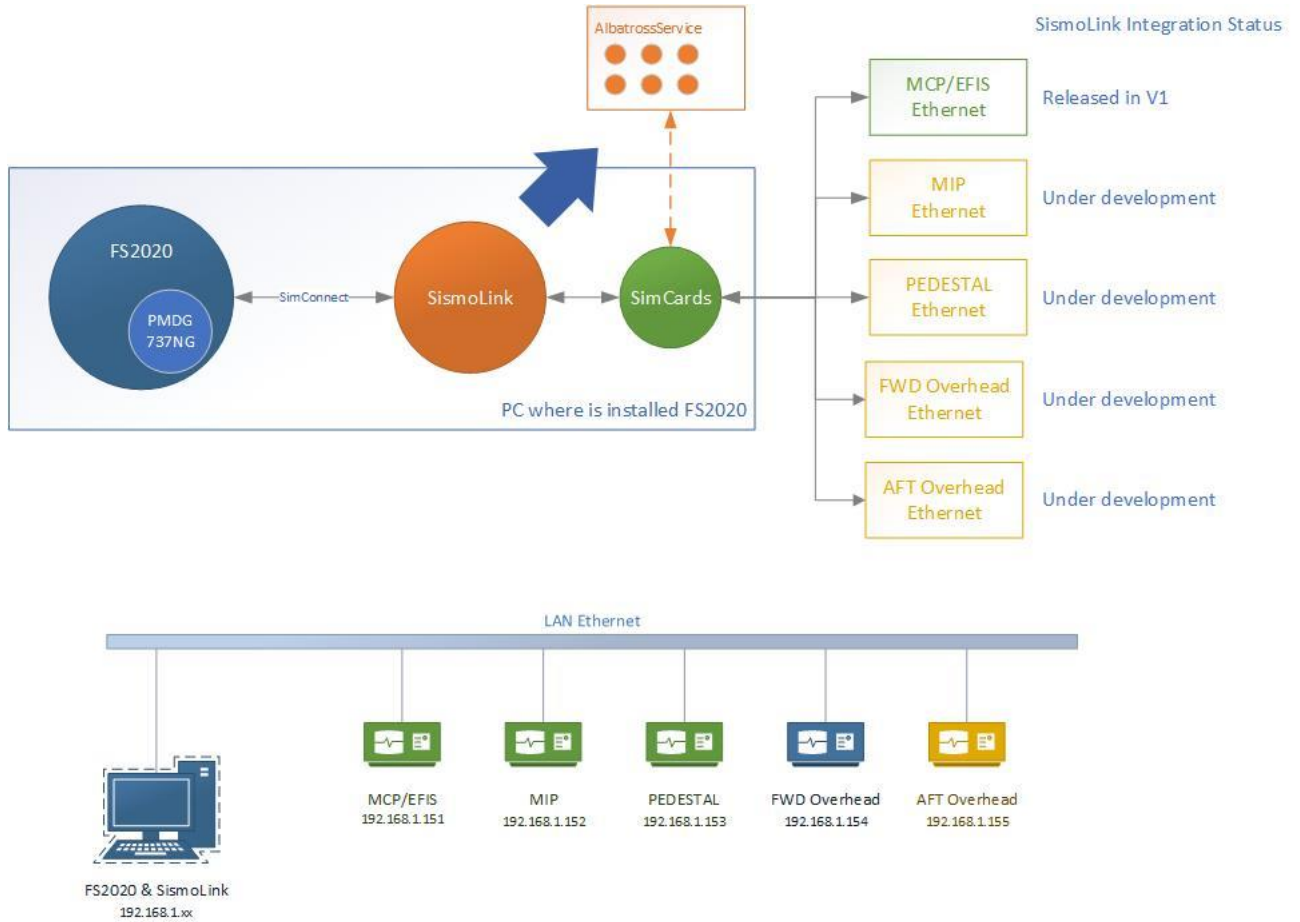 AlbatrossService
SismoLink Integration Status
MCP/EFIS
Ethernet
Released in V1
MIP
Ethernet
Under development
FS2020
PMDG
737NG
SimConnect
SismoLink
SimCards
PEDESTAL
Ethernet
Under development
PC where is installed FS2020
FWD Overhead
Ethernet
Under development
AFT Overhead
Ethernet
Under development
LAN Ethernet
MCP/EFIS
192.168.1.151
MIP
192.168.1.152
PEDESTAL
192.168.1.153
FWD Overhead
192.168.1.154
AFT Overhead
192.168.1.155
FS2020 & SismoLink
192.168.1.xx